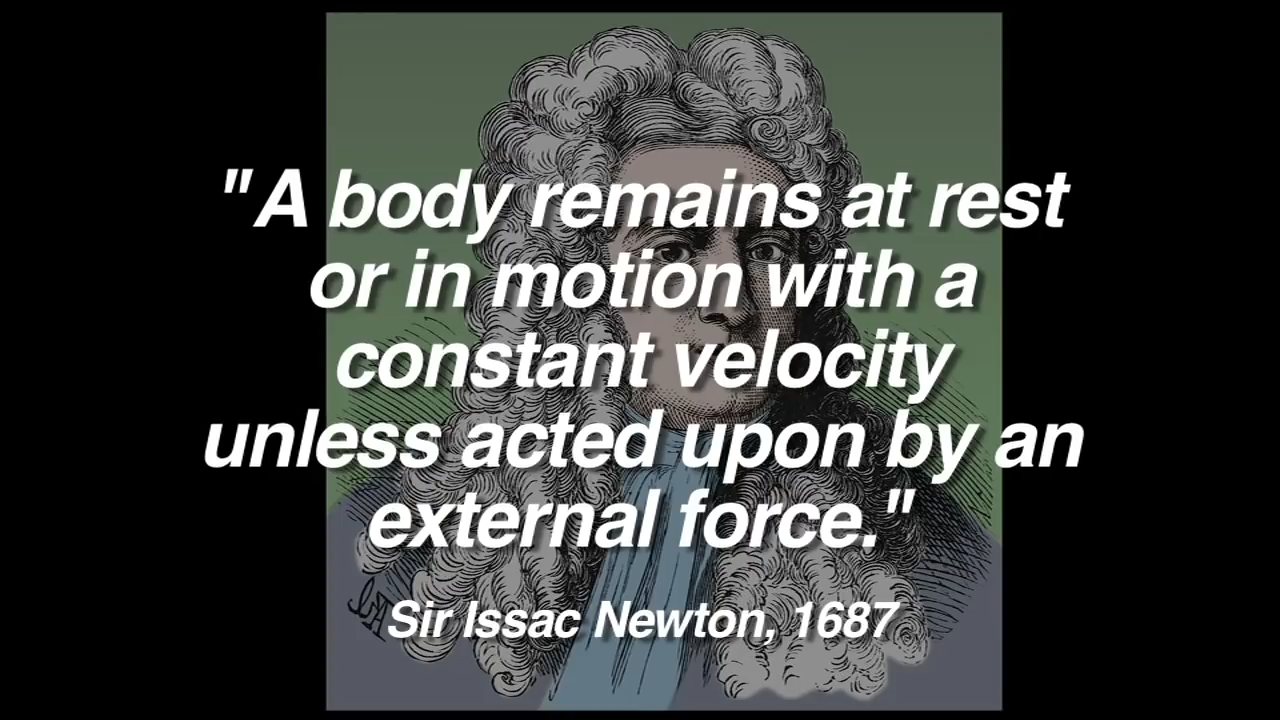 "A body remains at rest
or in motion with a
constant velocity
unless acted upon by an
external force."
Sir Issac Newton, 1687